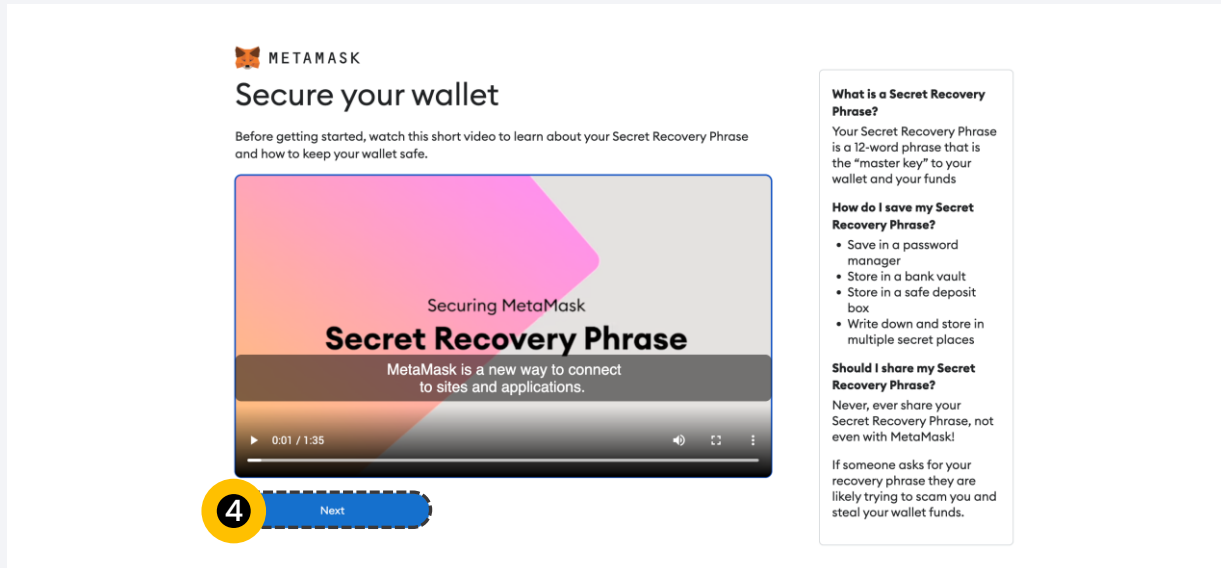 METAMASK
Secure your wallet
Before getting started, watch this short video to learn about your Secret Recovery Phrase
and how to keep your wallet safe.
Securing MetaMask
Secret Recovery Phrase
MetaMask is a new way to connect
to sites and applications.
0:01 / 1:35
4
Next
What is a Secret Recovery
Phrase?
Your Secret Recovery Phrase
is a 12-word phrase that is
the “master key” to your
wallet and your funds
How do I save my Secret
Recovery Phrase?
• Save in a password
manager
• Store in a bank vault
• Store in a safe deposit
box
• Write down and store in
multiple secret places
Should I share my Secret
Recovery Phrase?
Never, ever share your
Secret Recovery Phrase, not
even with MetaMask!
If someone asks for your
recovery phrase they are
likely trying to scam you and
steal your wallet funds.